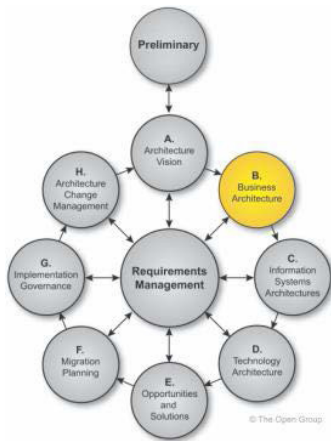 Preliminary
A.
Architecture
Vision
B.
Business
Architecture
C.
Information
Systems
Architectures
D.
Technology
Architecture
E.
Opportunities
and
Solutions
F.
Migration
Planning
G.
Implementation
Governance
H.
Architecture
Change
Management
Requirements
Management
© The Open Group